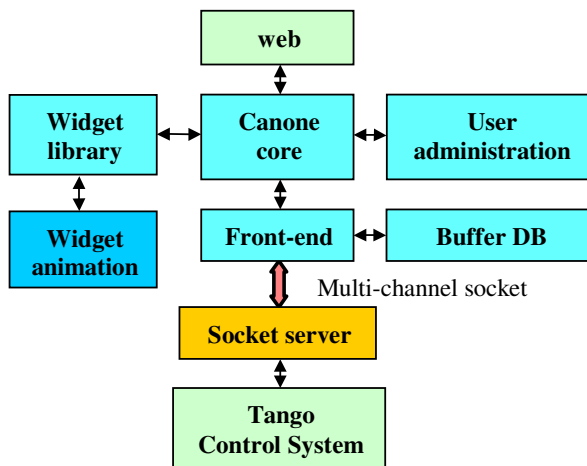 web
Widget
library
Canone
core
User
administration
Widget
animation
Front-end
Buffer DB
Multi-channel socket
Socket server
Tango
Control System